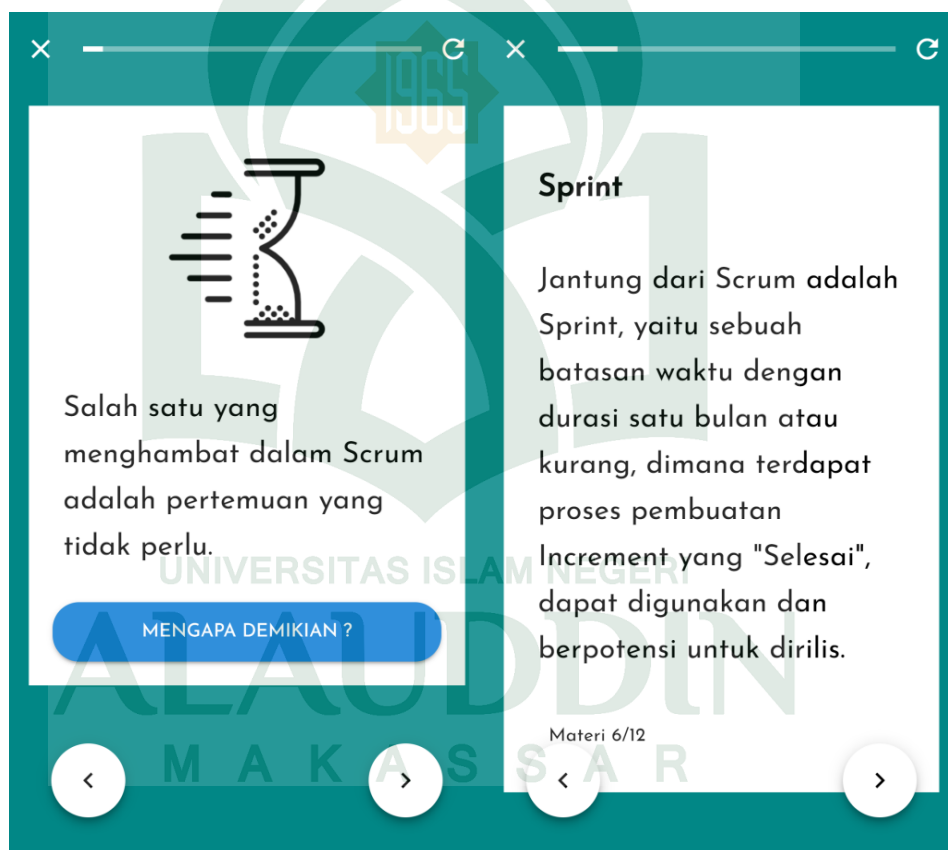 Salah satu yang
menghambat dalam Scrum
adalah pertemuan yang
tidak perlu.
MENGAPA DEMIKIAN ?
Sprint
Jantung dari Scrum adalah
Sprint, yaitu sebuah
batasan waktu dengan
durasi satu bulan atau
kurang, dimana terdapat
proses pembuatan
Increment yang "Selesai",
dapat digunakan dan
berpotensi untuk dirilis.
Materi 6/12
1965
UNIVERSITAS ISLAM NEGERI
ALAUDDIN
MAKASSAR